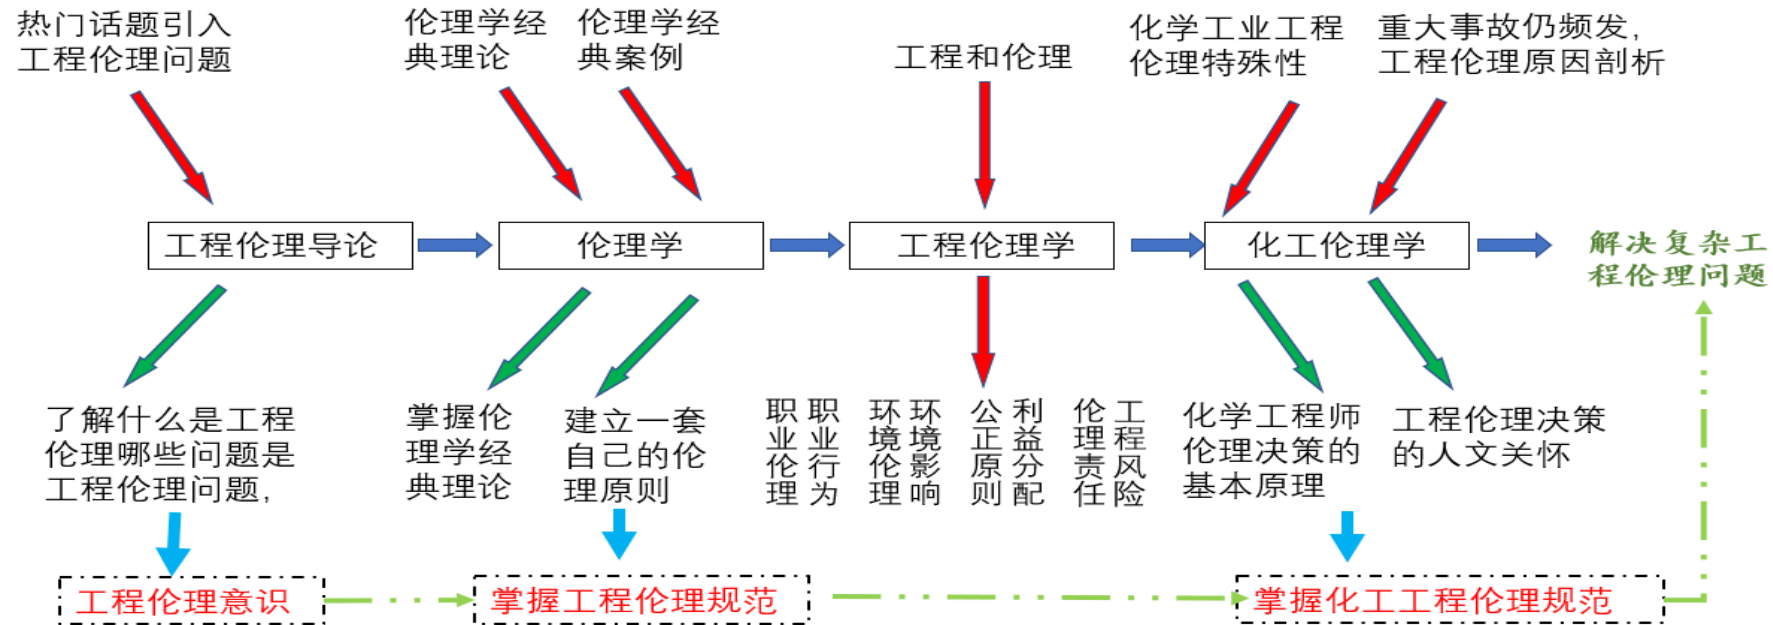 热门话题引入
工程伦理问题
伦理学经
典理论
伦理学经
典案例
工程和伦理
化学工业工程
伦理特殊性
重大事故仍频发,
工程伦理原因剖析
工程伦理导论
伦理学
工程伦理学
化工伦理学
解决复杂工
程伦理问题
了解什么是工程
伦理哪些问题是
工程伦理问题,
掌握伦
理学经
典理论
建立一套
自己的伦
理原则
职业伦理
职业行为
环境伦理
环境影响
公正原则
利益分配
伦理责任
工程风险
化学工程师
伦理决策的
基本原理
工程伦理决策
的人文关怀
工程伦理意识
掌握工程伦理规范
掌握化工工程伦理规范